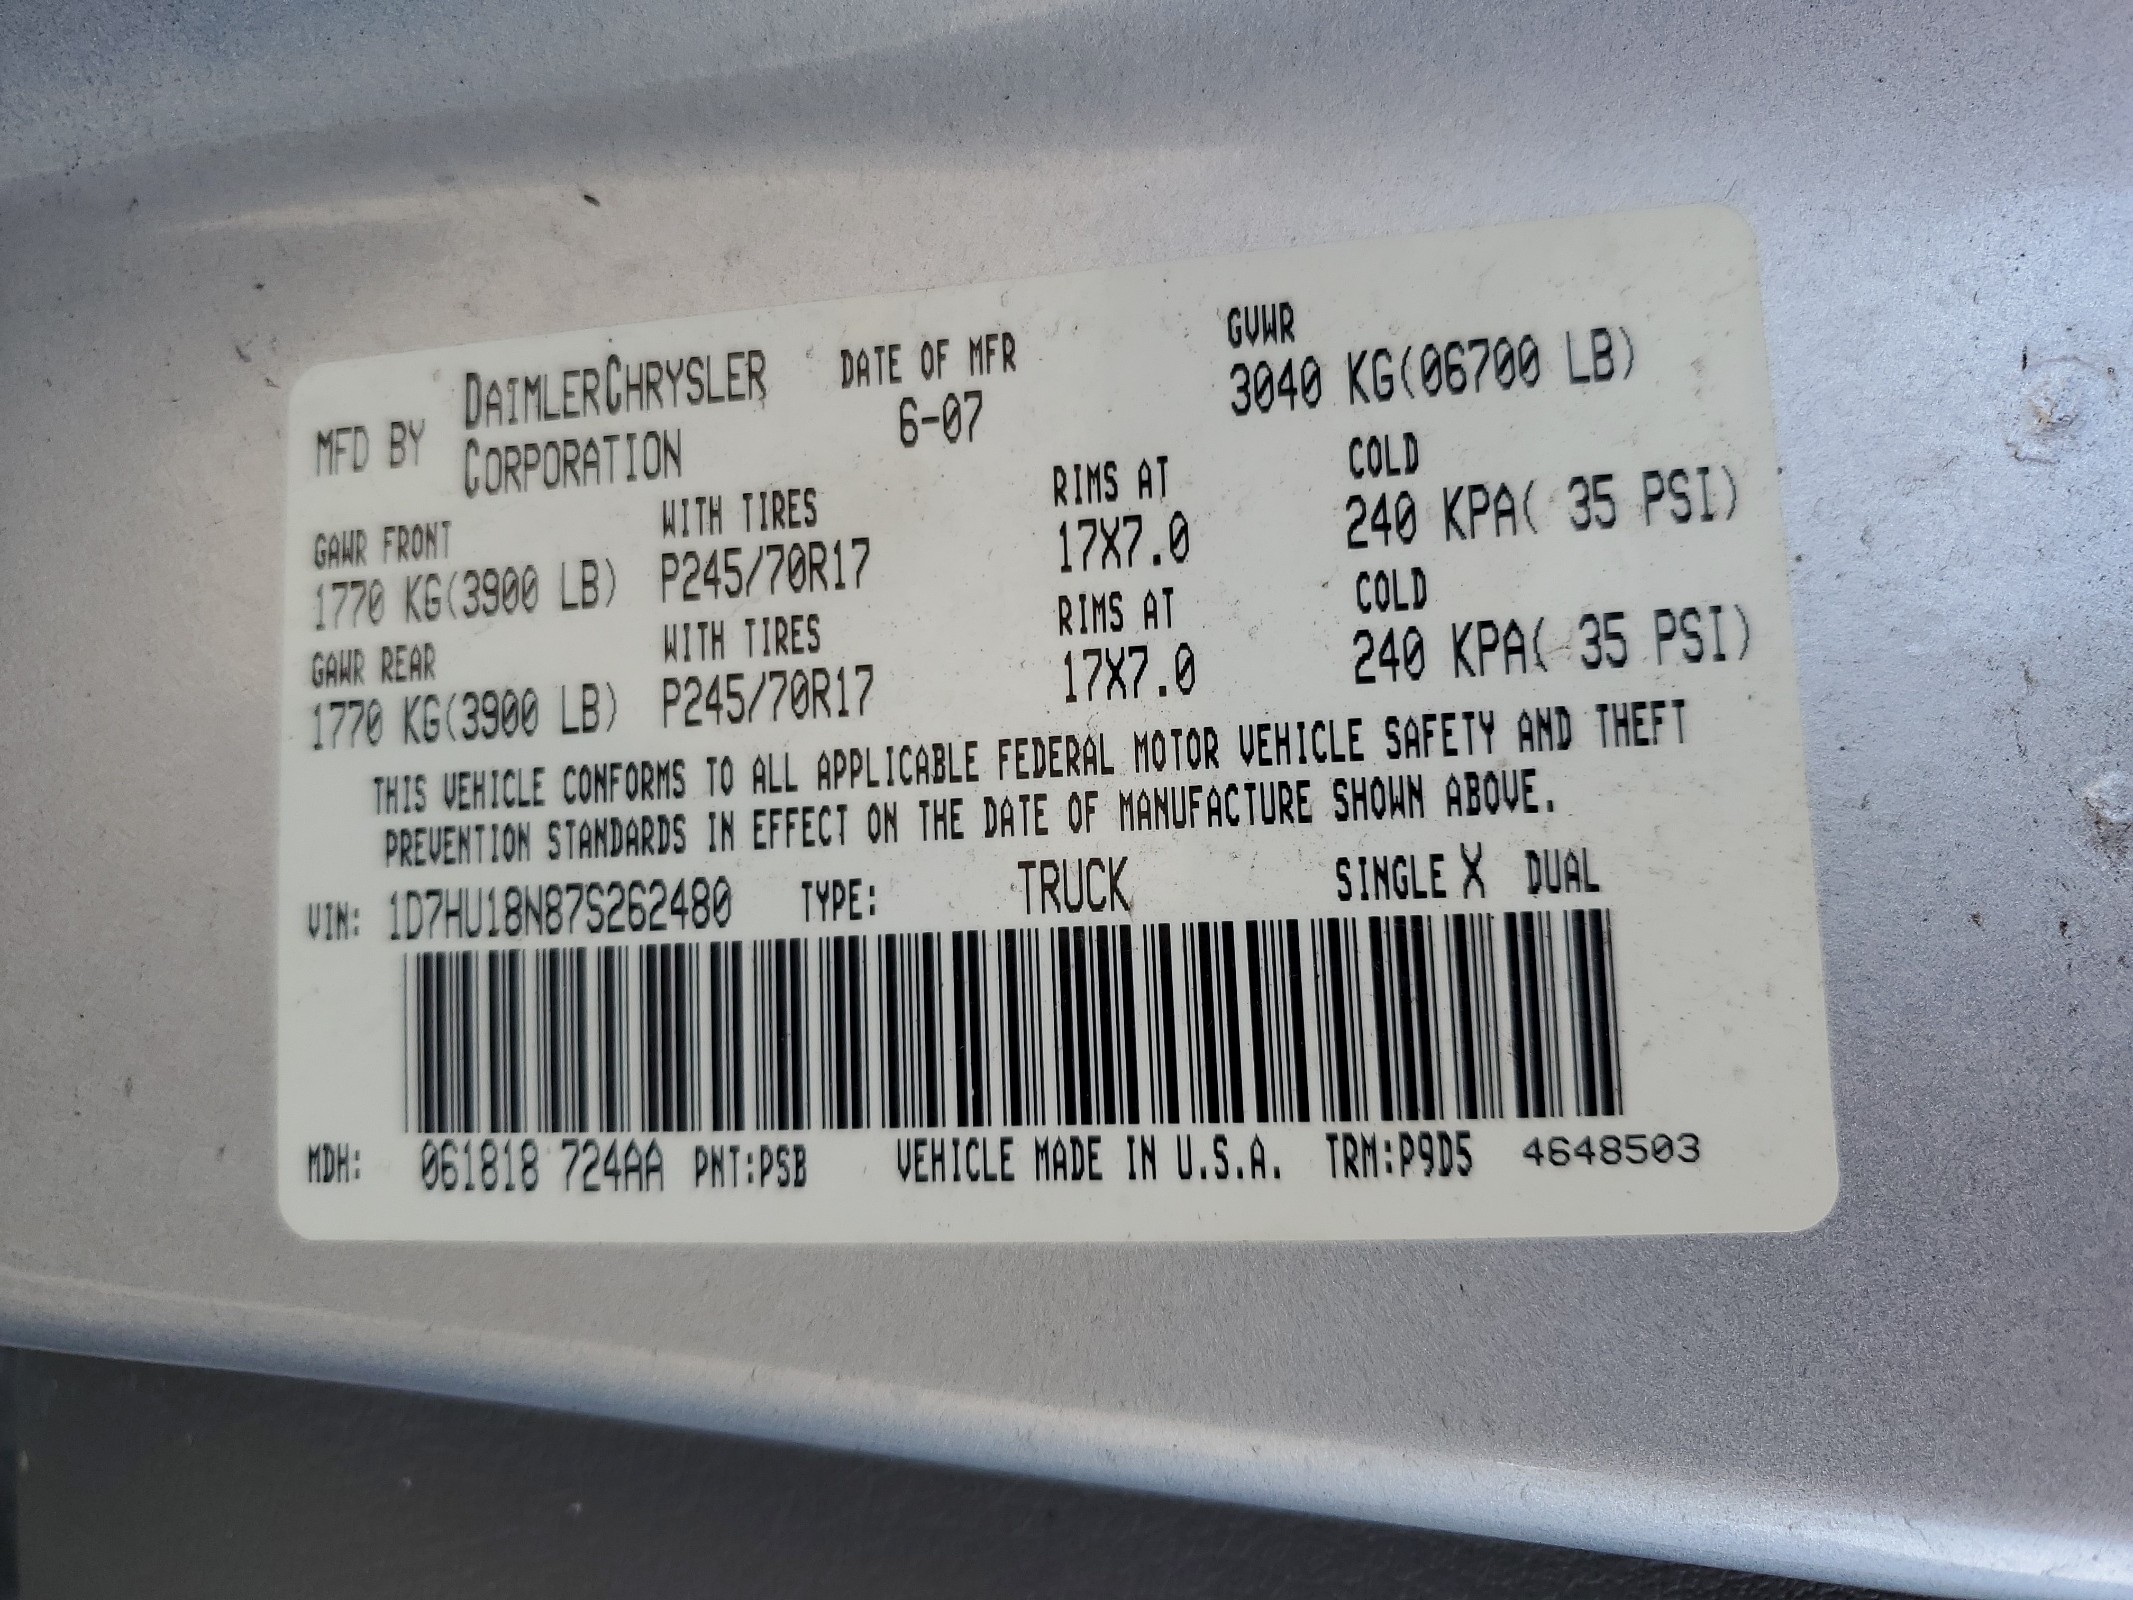 MFD BY DAIMLERCHRYSLER CORPORATION
DATE OF MFR
6-07
GVWR
3040 KG(06700 LB)
GAWR FRONT WITH TIRES RIMS AT COLD
1770 KG(3900 LB) P245/70R17 17X7.0 240 KPA( 35 PSI)
GAWR REAR WITH TIRES RIMS AT COLD
1770 KG(3900 LB) P245/70R17 17X7.0 240 KPA( 35 PSI)
THIS VEHICLE CONFORMS TO ALL APPLICABLE FEDERAL MOTOR VEHICLE SAFETY AND THEFT
PREVENTION STANDARDS IN EFFECT ON THE DATE OF MANUFACTURE SHOWN ABOVE.
VIN: 1D7HU18N87S262480 TYPE: TRUCK SINGLE X DUAL
MDH: 061818 724AA PNT:PSB VEHICLE MADE IN U.S.A. TRM:P9D5 4648503